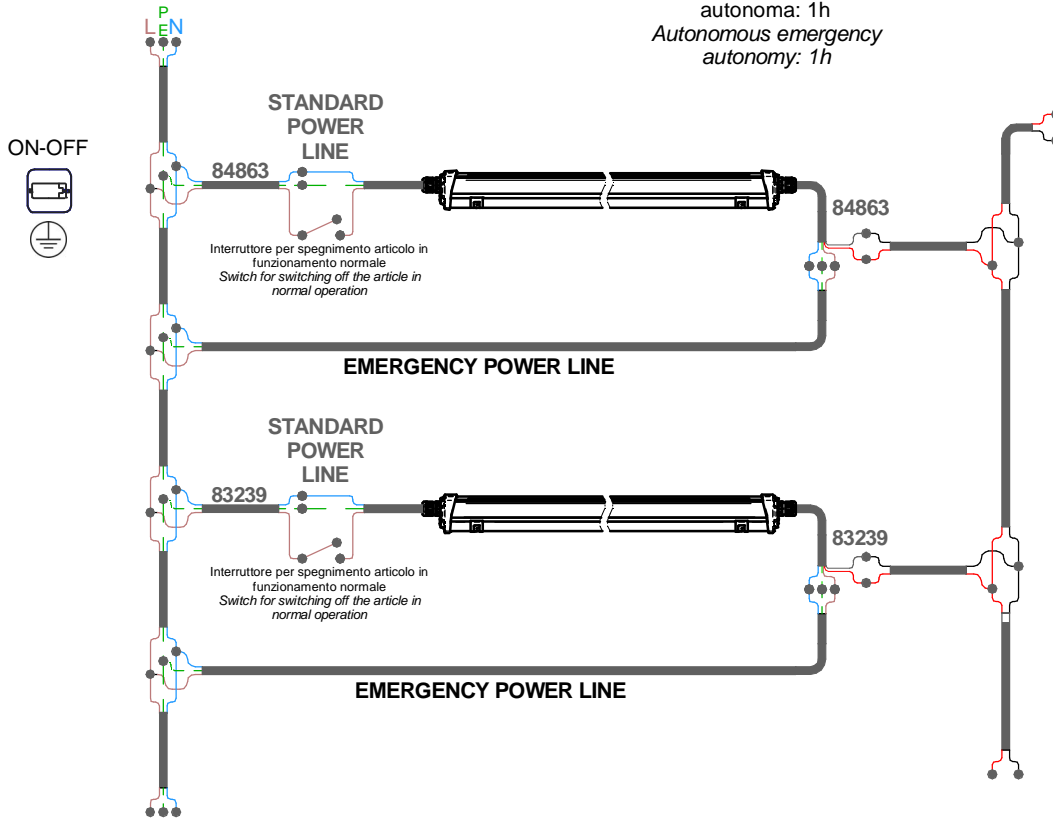 L PE N
autonoma: 1h
Autonomous emergency
autonomy: 1h
ON-OFF
STANDARD
POWER
LINE
84863
84863
Interruttore per spegnimento articolo in
funzionamento normale
Switch for switching off the article in
normal operation
EMERGENCY POWER LINE
STANDARD
POWER
LINE
83239
83239
Interruttore per spegnimento articolo in
funzionamento normale
Switch for switching off the article in
normal operation
EMERGENCY POWER LINE